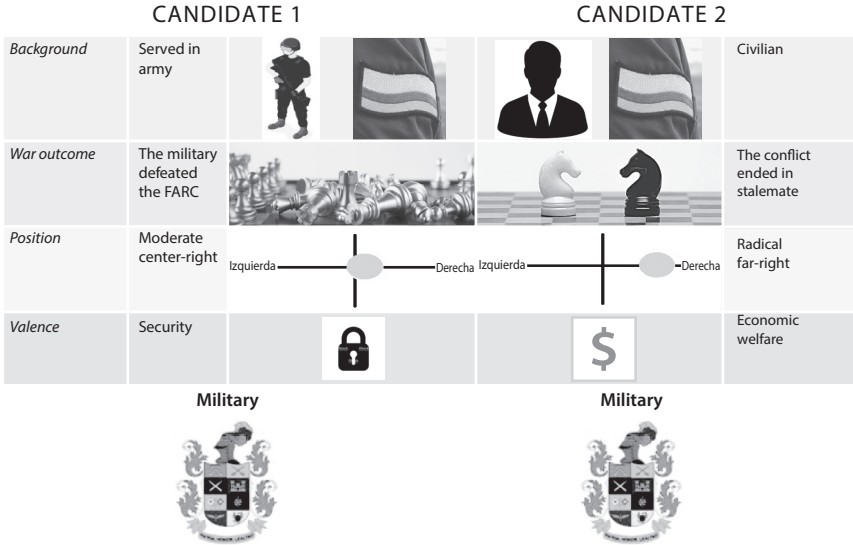 CANDIDATE 1
CANDIDATE 2
Background
Served in
army
Civilian
War outcome
The military
defeated
the FARC
The conflict
ended in
stalemate
Position
Moderate
center-right
Izquierda
Derecha
Izquierda
Derecha
Radical
far-right
Valence
Security
$
Economic
welfare
Military
Military